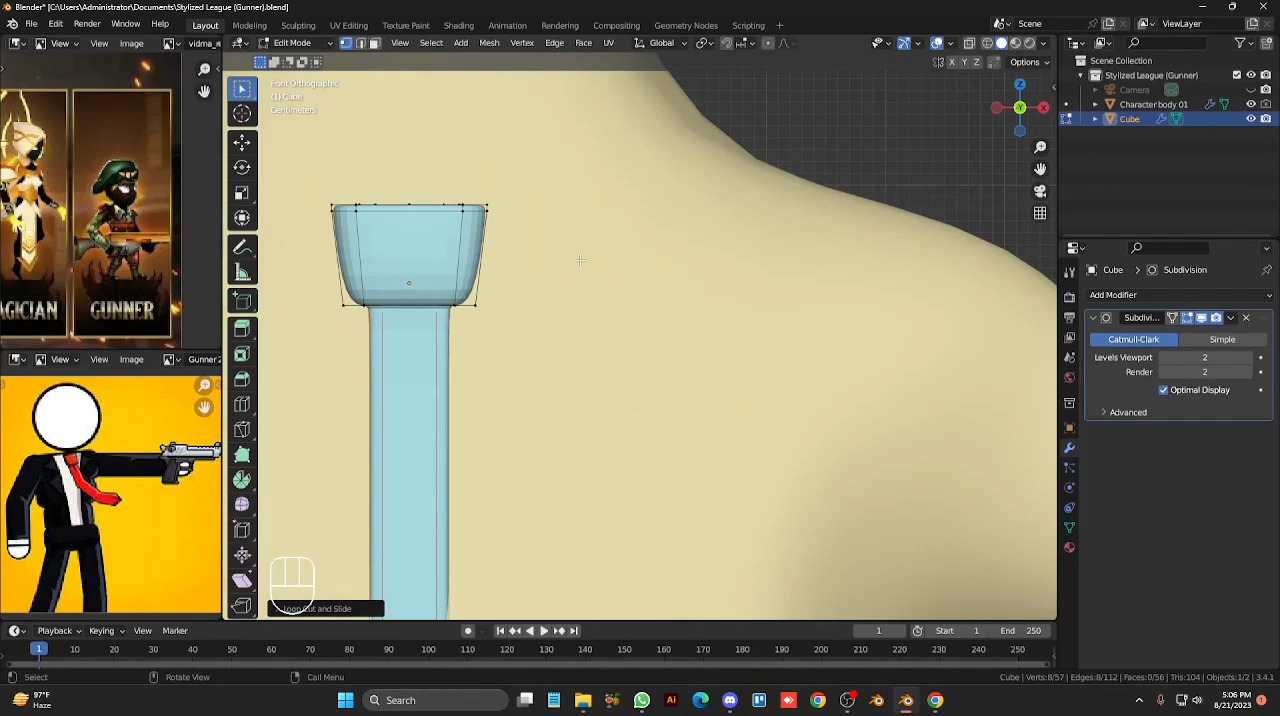 Blender* [C:\Users\Administrator\Documents\Stylized League (Gunner).blend]
File Edit Render Window Help Layout Modeling Sculpting UV Editing Texture Paint Shading Animation Rendering Compositing Geometry Nodes Scripting + Scene ViewLayer
View View Image vidma_re Edit Mode View Select Add Mesh Vertex Edge Face UV Global
X Y Z Options
Front Orthographic
(1) Cube
Centimeters
Scene Collection
Stylized League (Gunner)
Camera
Character body 01
Cube
Z
X
-Y
AGICIAN GUNNER
View View Image Gunner 2
Cube Subdivision
Add Modifier
Subdivi...
Catmull-Clark Simple
Levels Viewport 2
Render 2
Optimal Display
Advanced
Loop Cut and Slide
Playback Keying View Marker 1 Start 1 End 250
1 10 20 30 40 50 60 70 80 90 100 110 120 130 140 150 160 170 180 190 200 210 220 230 240 250
Select Rotate View Call Menu Cube | Verts:8/57 | Edges:8/112 | Faces:0/56 | Tris:104 | Objects:1/2 | 3.4.1
97°F
Haze
Search
Ai
5:06 PM
8/21/2023